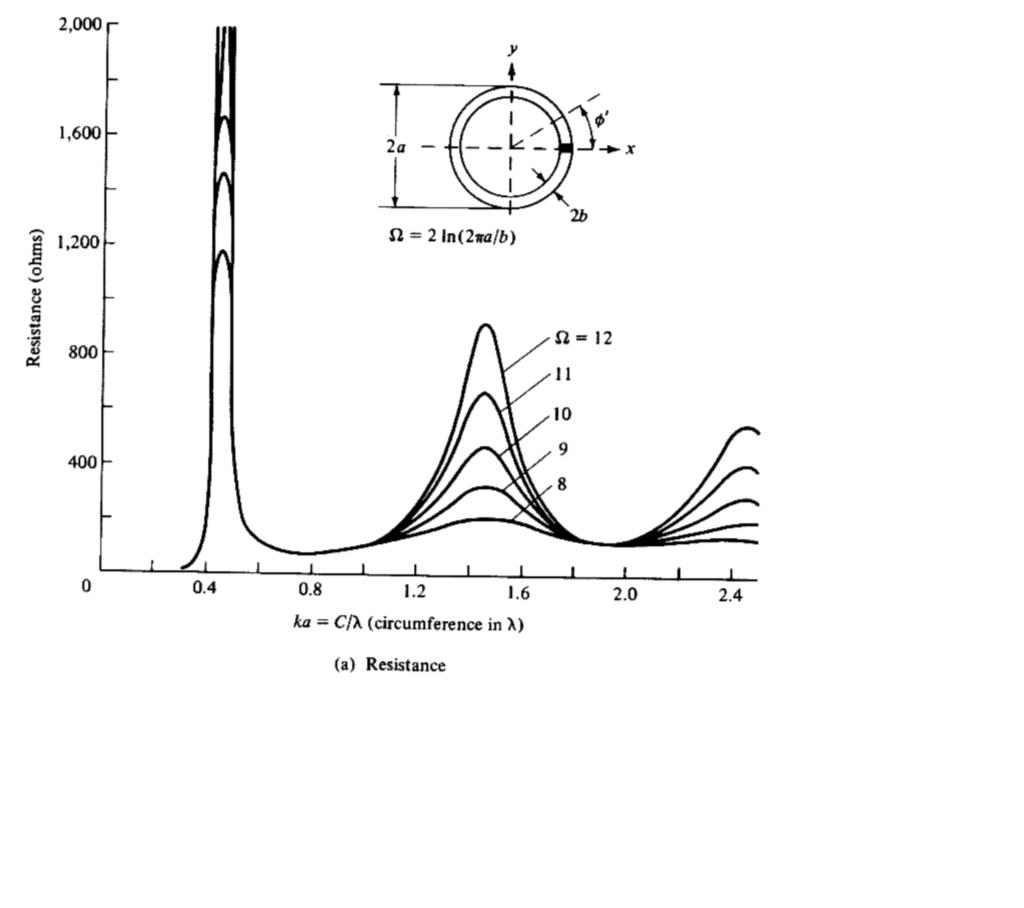 2,000
1,600
1,200
800
400
0
Resistance (ohms)
y
ϕ′
x
2a
2b
Ω = 2 ln(2πa/b)
Ω = 12
11
10
9
8
0.4
0.8
1.2
1.6
2.0
2.4
ka = C/λ (circumference in λ)
(a) Resistance